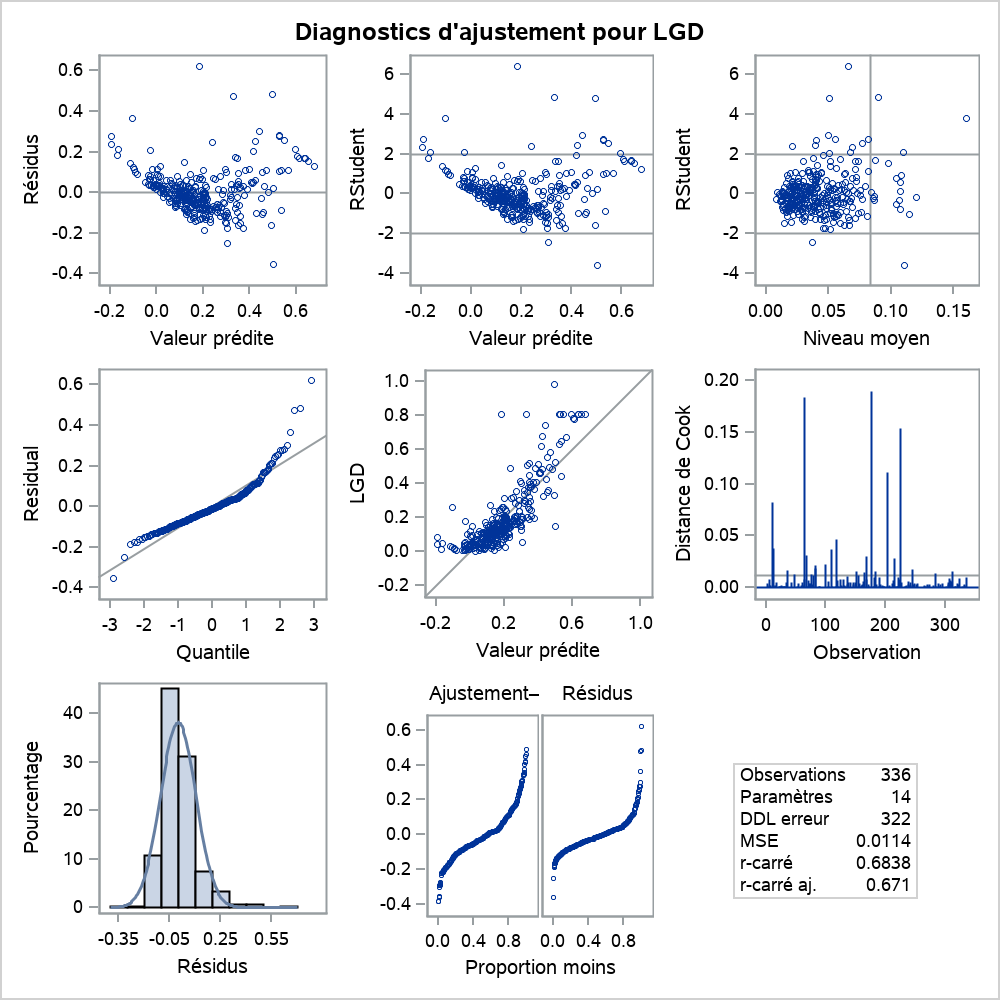 Diagnostics d'ajustement pour LGD
Résidus
0.6
0.4
0.2
0.0
-0.2
-0.4
-0.2 0.0 0.2 0.4 0.6
Valeur prédite
RStudent
6
4
2
0
-2
-4
-0.2 0.0 0.2 0.4 0.6
Valeur prédite
RStudent
6
4
2
0
-2
-4
0.00 0.05 0.10 0.15
Niveau moyen
Residual
0.6
0.4
0.2
0.0
-0.2
-0.4
-3 -2 -1 0 1 2 3
Quantile
LGD
1.0
0.8
0.6
0.4
0.2
0.0
-0.2
-0.2 0.2 0.6 1.0
Valeur prédite
Distance de Cook
0.20
0.15
0.10
0.05
0.00
0 100 200 300
Observation
Pourcentage
40
30
20
10
0
-0.35 -0.05 0.25 0.55
Résidus
Ajustement– Résidus
0.6
0.4
0.2
0.0
-0.2
-0.4
0.0 0.4 0.8 0.0 0.4 0.8
Proportion moins
Observations 336
Paramètres 14
DDL erreur 322
MSE 0.0114
r-carré 0.6838
r-carré aj. 0.671